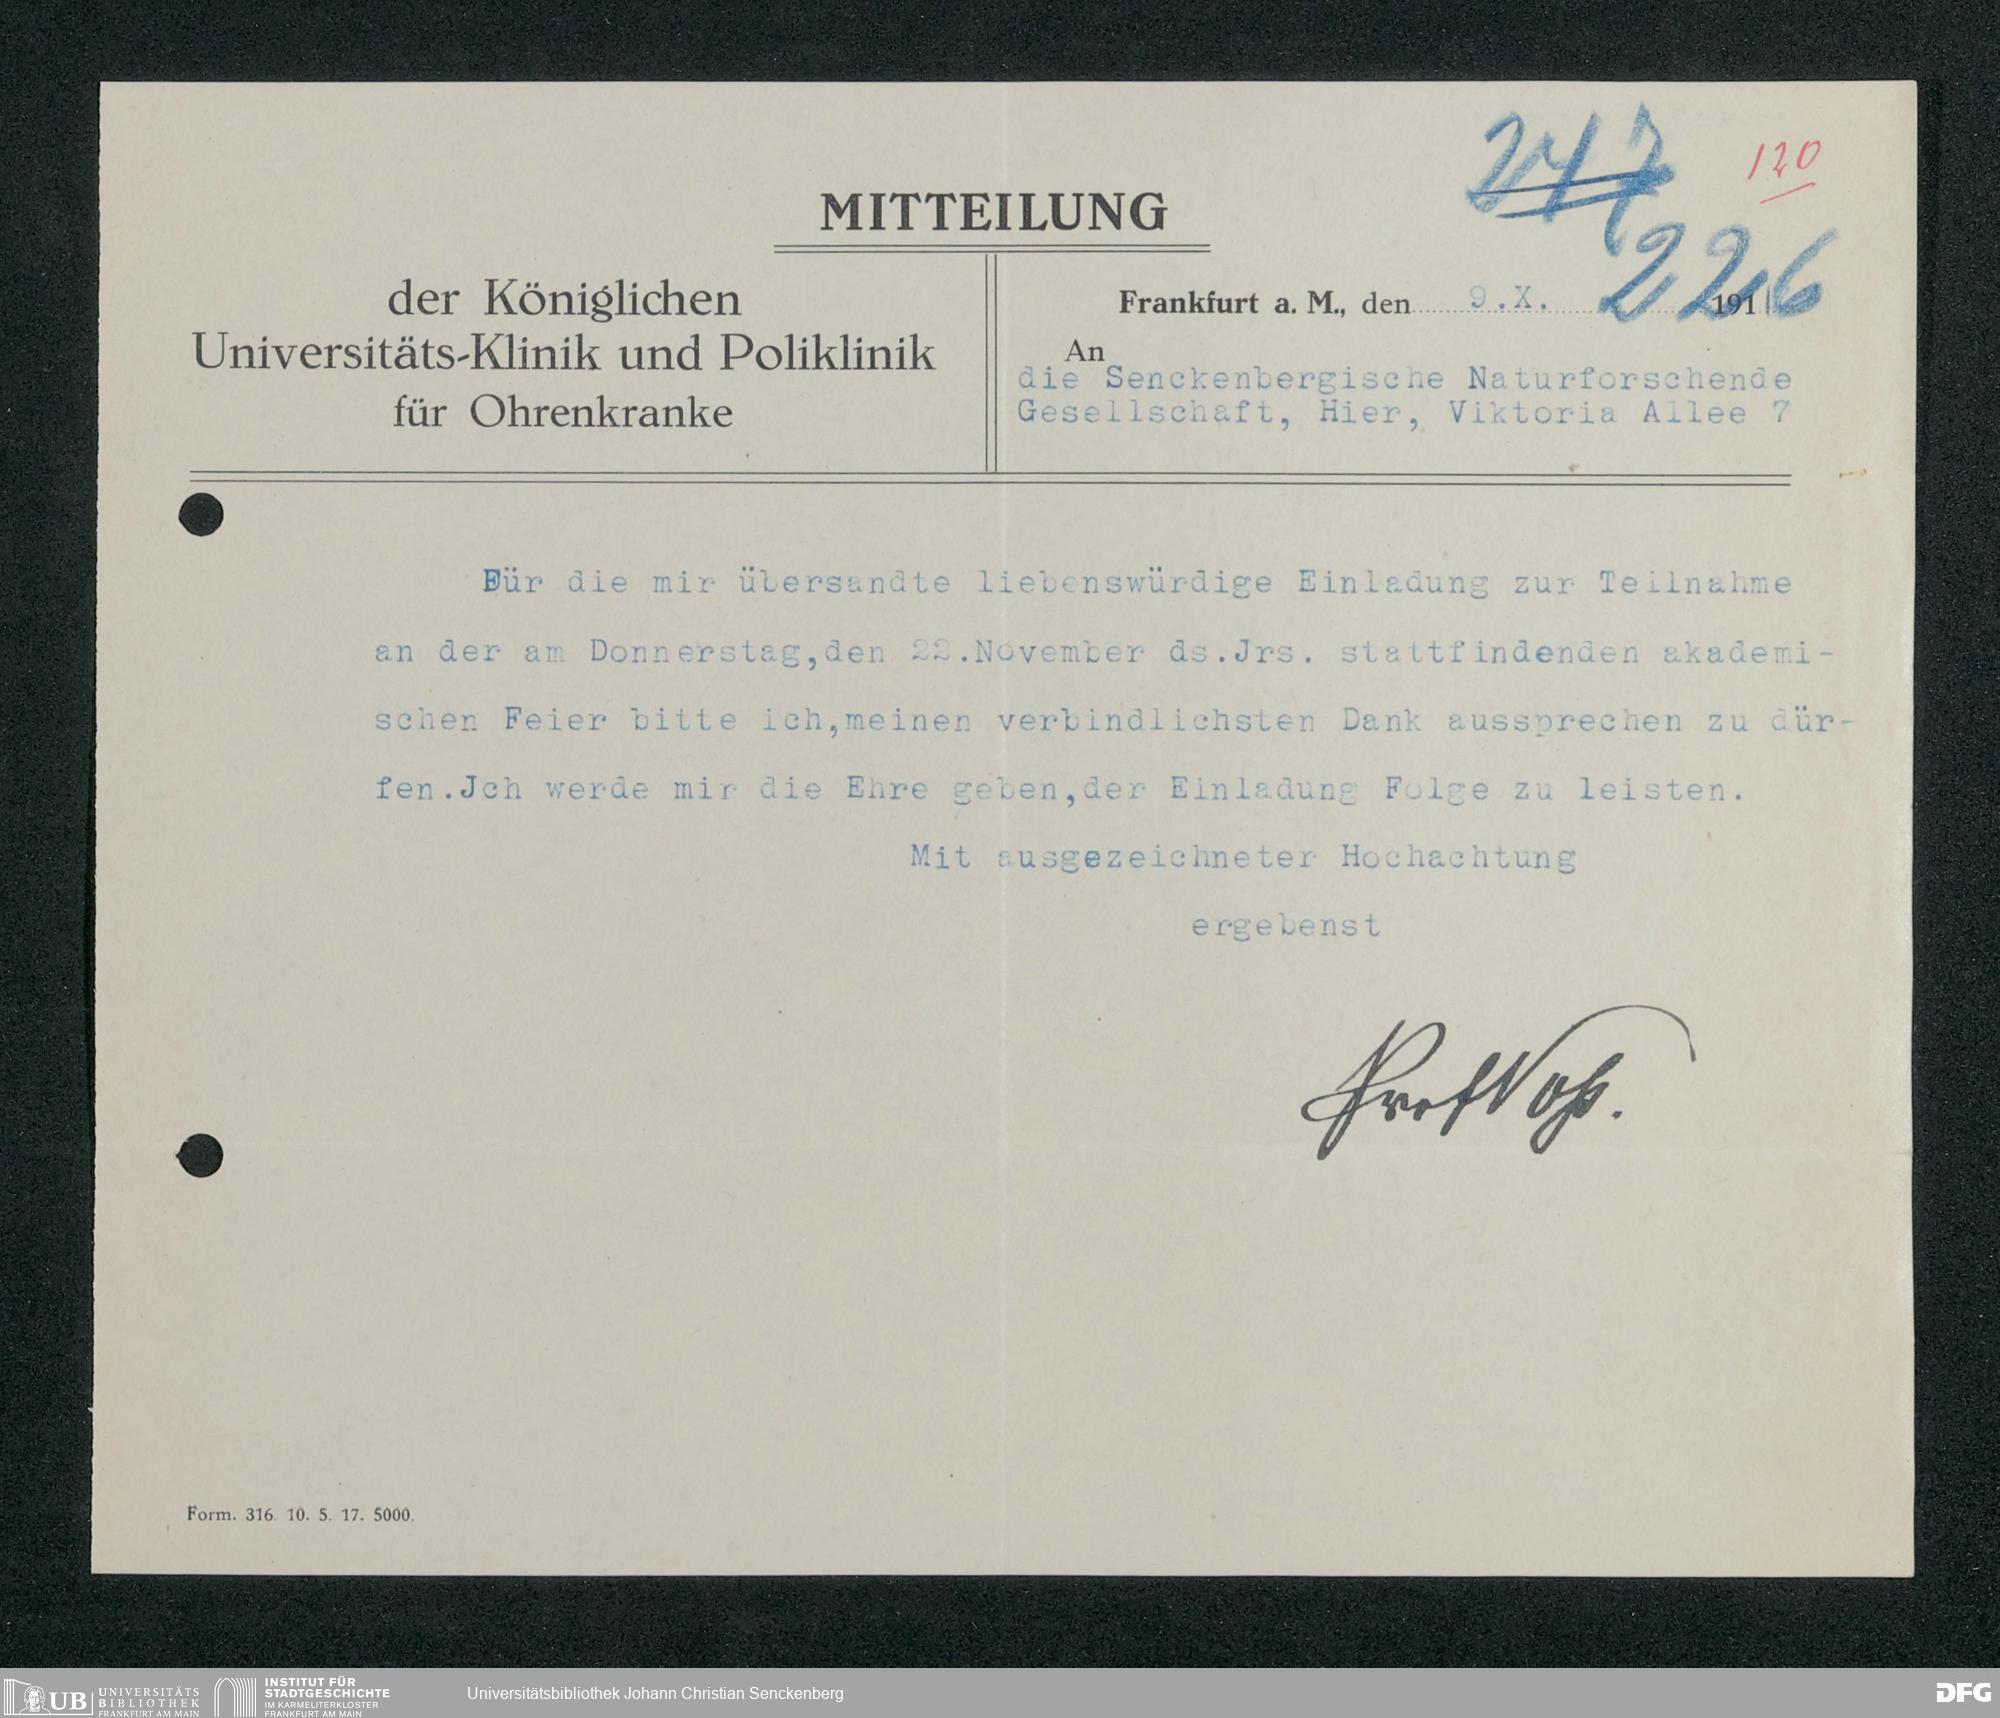 247
120
226
MITTEILUNG
der Königlichen
Universitäts-Klinik und Poliklinik
für Ohrenkranke
Frankfurt a. M., den 9.X. 191
An
die Senckenbergische Naturforschende
Gesellschaft, Hier, Viktoria Allee 7
Für die mir übersandte liebenswürdige Einladung zur Teilnahme
an der am Donnerstag,den 22.November ds.Jrs. stattfindenden akademi-
schen Feier bitte ich,meinen verbindlichsten Dank aussprechen zu dür-
fen.Jch werde mir die Ehre geben,der Einladung Folge zu leisten.
Mit ausgezeichneter Hochachtung
ergebenst
Prof Voß.
Form. 316. 10. 5. 17. 5000.
UB
UNIVERSITÄTS
BIBLIOTHEK
FRANKFURT AM MAIN
INSTITUT FÜR
STADTGESCHICHTE
IM KARMELITERKLOSTER
FRANKFURT AM MAIN
Universitätsbibliothek Johann Christian Senckenberg
DFG